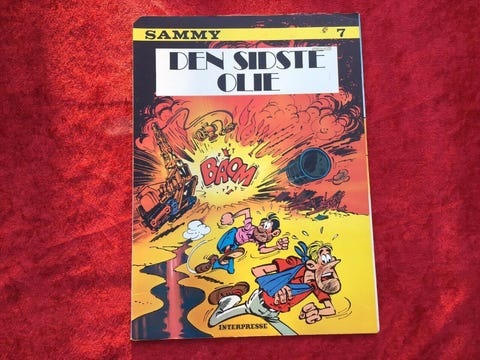 SAMMY 7
DEN SIDSTE
OLIE
BAOM
INTERPRESSE